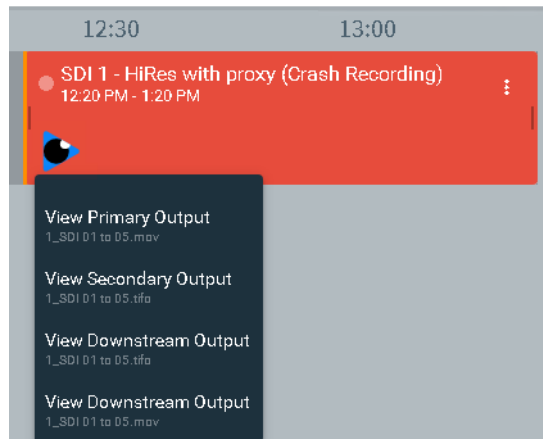 12:30 13:00
SDI 1 - HiRes with proxy (Crash Recording)
12:20 PM - 1:20 PM
View Primary Output
1_SDI 01 to 05.mov
View Secondary Output
1_SDI 01 to 05.tifo
View Downstream Output
1_SDI 01 to 05.tifo
View Downstream Output
1_SDI 01 to 05.mov